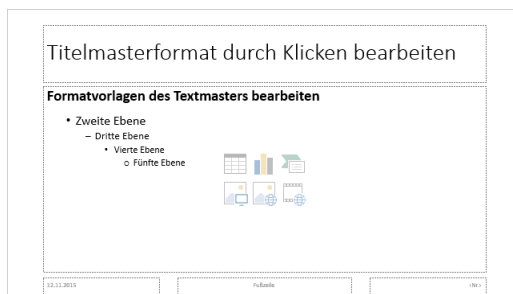 Titelmasterformat durch Klicken bearbeiten
Formatvorlagen des Textmasters bearbeiten
• Zweite Ebene
– Dritte Ebene
• Vierte Ebene
o Fünfte Ebene
12.11.2015
Fußzeile
‹Nr.›